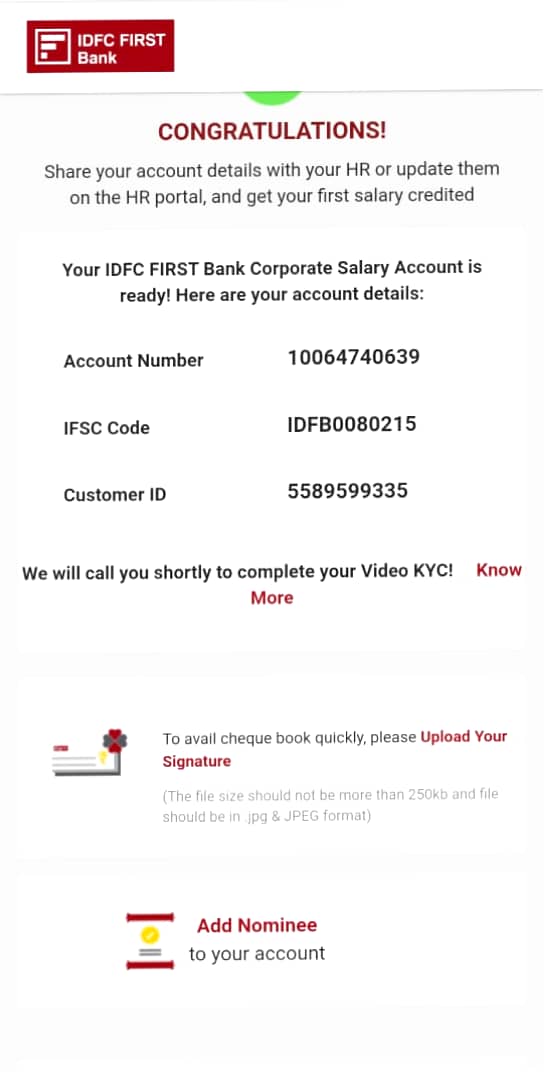 IDFC FIRST
Bank
CONGRATULATIONS!
Share your account details with your HR or update them
on the HR portal, and get your first salary credited
Your IDFC FIRST Bank Corporate Salary Account is
ready! Here are your account details:
Account Number 10064740639
IFSC Code IDFB0080215
Customer ID 5589599335
We will call you shortly to complete your Video KYC! Know
More
To avail cheque book quickly, please Upload Your
Signature
(The file size should not be more than 250kb and file
should be in .jpg & JPEG format)
Add Nominee
to your account